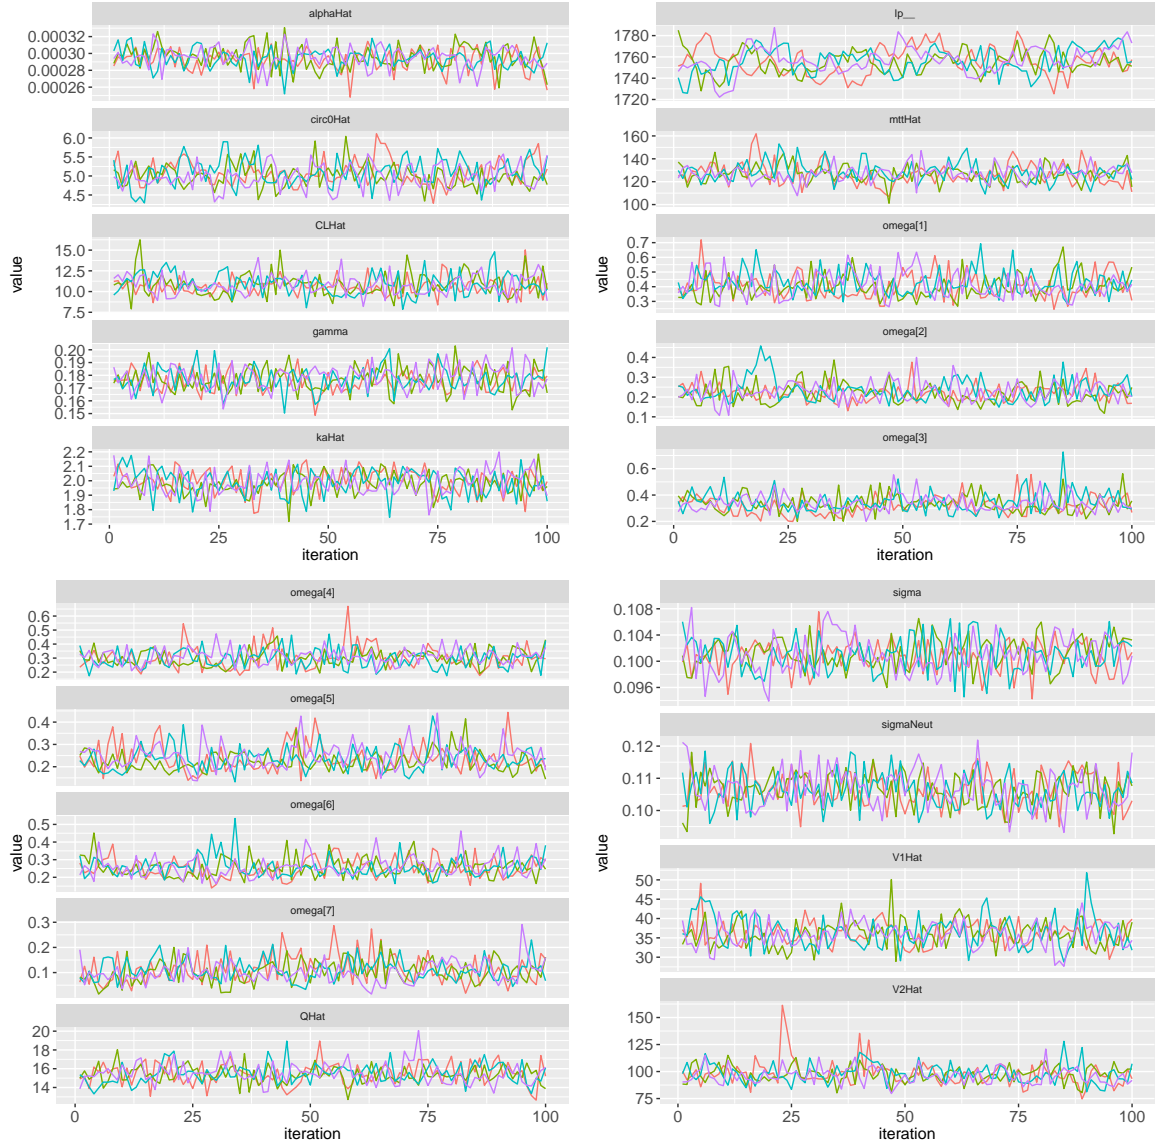 alphaHat
0.00032
0.00030
0.00028
0.00026
circ0Hat
6.0
5.5
5.0
4.5
CLHat
15.0
12.5
10.0
7.5
gamma
0.20
0.19
0.18
0.17
0.16
0.15
kaHat
2.2
2.1
2.0
1.9
1.8
1.7
0 25 50 75 100
iteration
value
lp__
1780
1760
1740
1720
mttHat
160
140
120
100
omega[1]
0.7
0.6
0.5
0.4
0.3
omega[2]
0.4
0.3
0.2
0.1
omega[3]
0.6
0.4
0.2
0 25 50 75 100
iteration
value
omega[4]
0.6
0.5
0.4
0.3
0.2
omega[5]
0.4
0.3
0.2
omega[6]
0.5
0.4
0.3
0.2
omega[7]
0.3
0.2
0.1
QHat
20
18
16
14
0 25 50 75 100
iteration
value
sigma
0.108
0.104
0.100
0.096
sigmaNeut
0.12
0.11
0.10
V1Hat
50
45
40
35
30
V2Hat
150
125
100
75
0 25 50 75 100
iteration
value